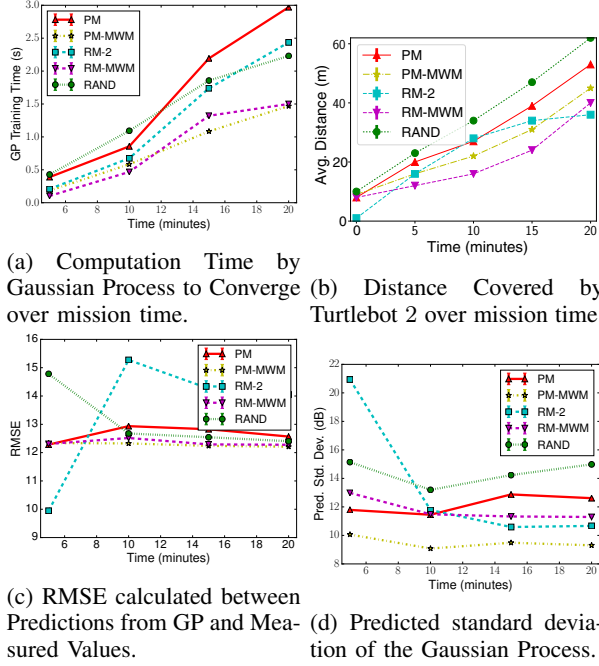 3.0
2.5
2.0
1.5
1.0
0.5
0.0
GP Training Time (s)
PM
PM-MWM
RM-2
RM-MWM
RAND
6 8 10 12 14 16 18 20
Time (minutes)
(a) Computation Time by
Gaussian Process to Converge
over mission time.
60
40
20
0
Avg. Distance (m)
PM
PM-MWM
RM-2
RM-MWM
RAND
0 5 10 15 20
Time (minutes)
(b) Distance Covered by
Turtlebot 2 over mission time
16
15
14
13
12
11
10
9
RMSE
PM
PM-MWM
RM-2
RM-MWM
RAND
6 8 10 12 14 16 18 20
Time (minutes)
(c) RMSE calculated between
Predictions from GP and Mea-
sured Values.
22
20
18
16
14
12
10
8
Pred. Std. Dev. (dB)
PM
PM-MWM
RM-2
RM-MWM
RAND
6 8 10 12 14 16 18 20
Time (minutes)
(d) Predicted standard devia-
tion of the Gaussian Process.